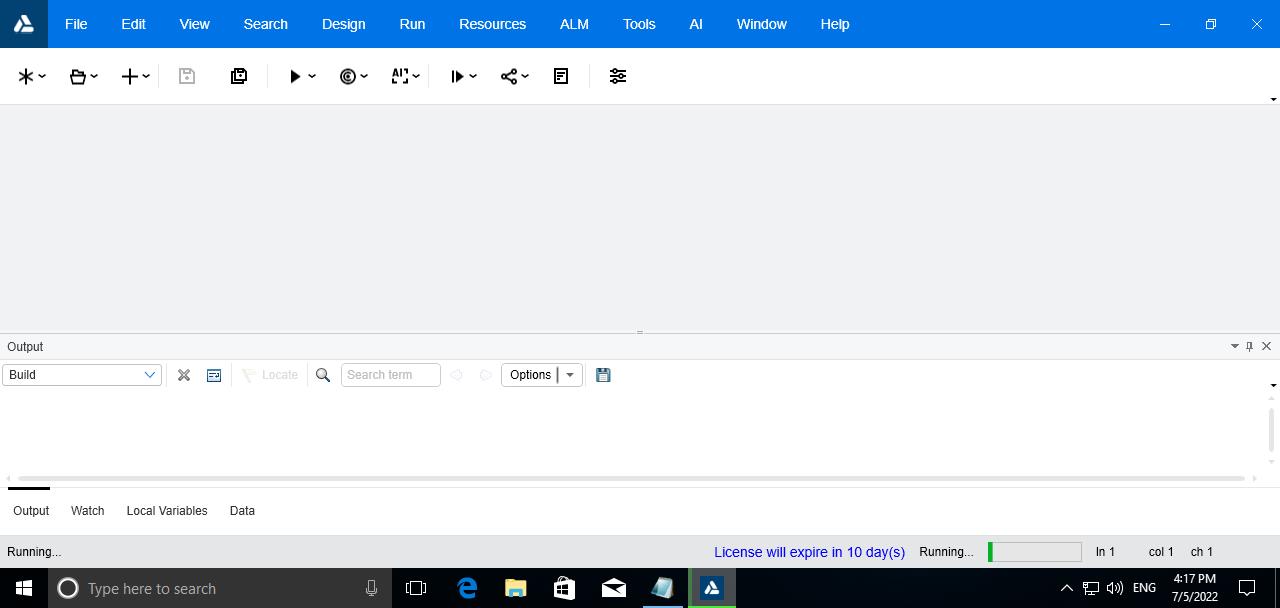 File Edit View Search Design Run Resources ALM Tools AI Window Help
AI
Output
Build Locate Search term Options
Output Watch Local Variables Data
Running... License will expire in 10 day(s) Running... ln 1 col 1 ch 1
Type here to search ENG 4:17 PM
7/5/2022